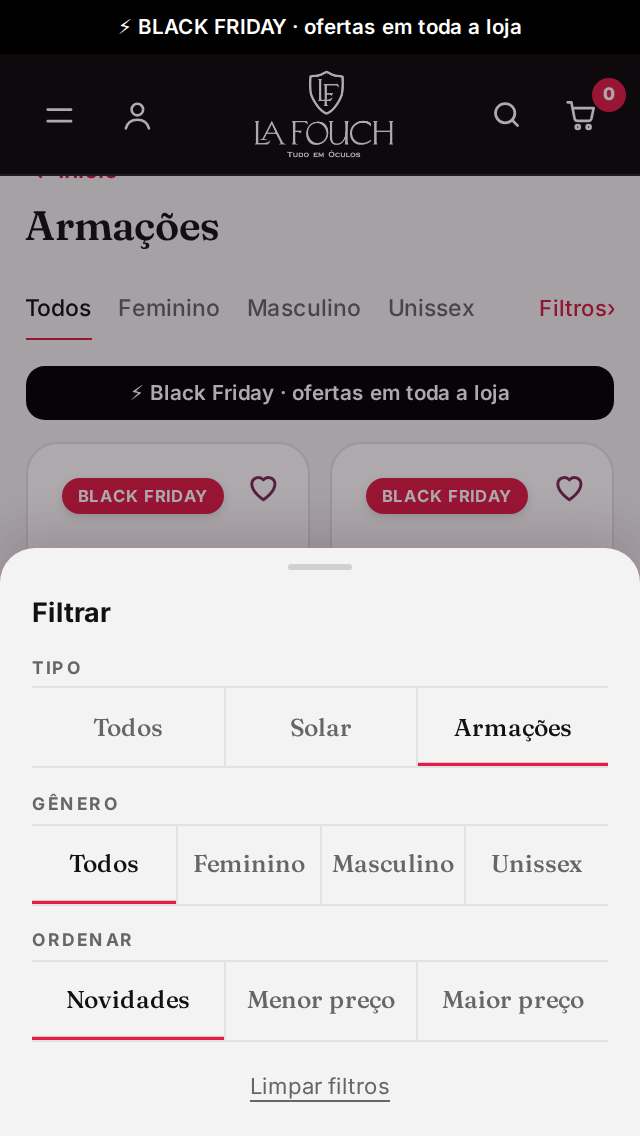 ⚡ BLACK FRIDAY · ofertas em toda a loja
0
LF
LA FOUCH
TUDO EM ÓCULOS
Armações
Todos Feminino Masculino Unissex Filtros›
⚡ Black Friday · ofertas em toda a loja
BLACK FRIDAY BLACK FRIDAY
Filtrar
TIPO
Todos Solar Armações
GÊNERO
Todos Feminino Masculino Unissex
ORDENAR
Novidades Menor preço Maior preço
Limpar filtros